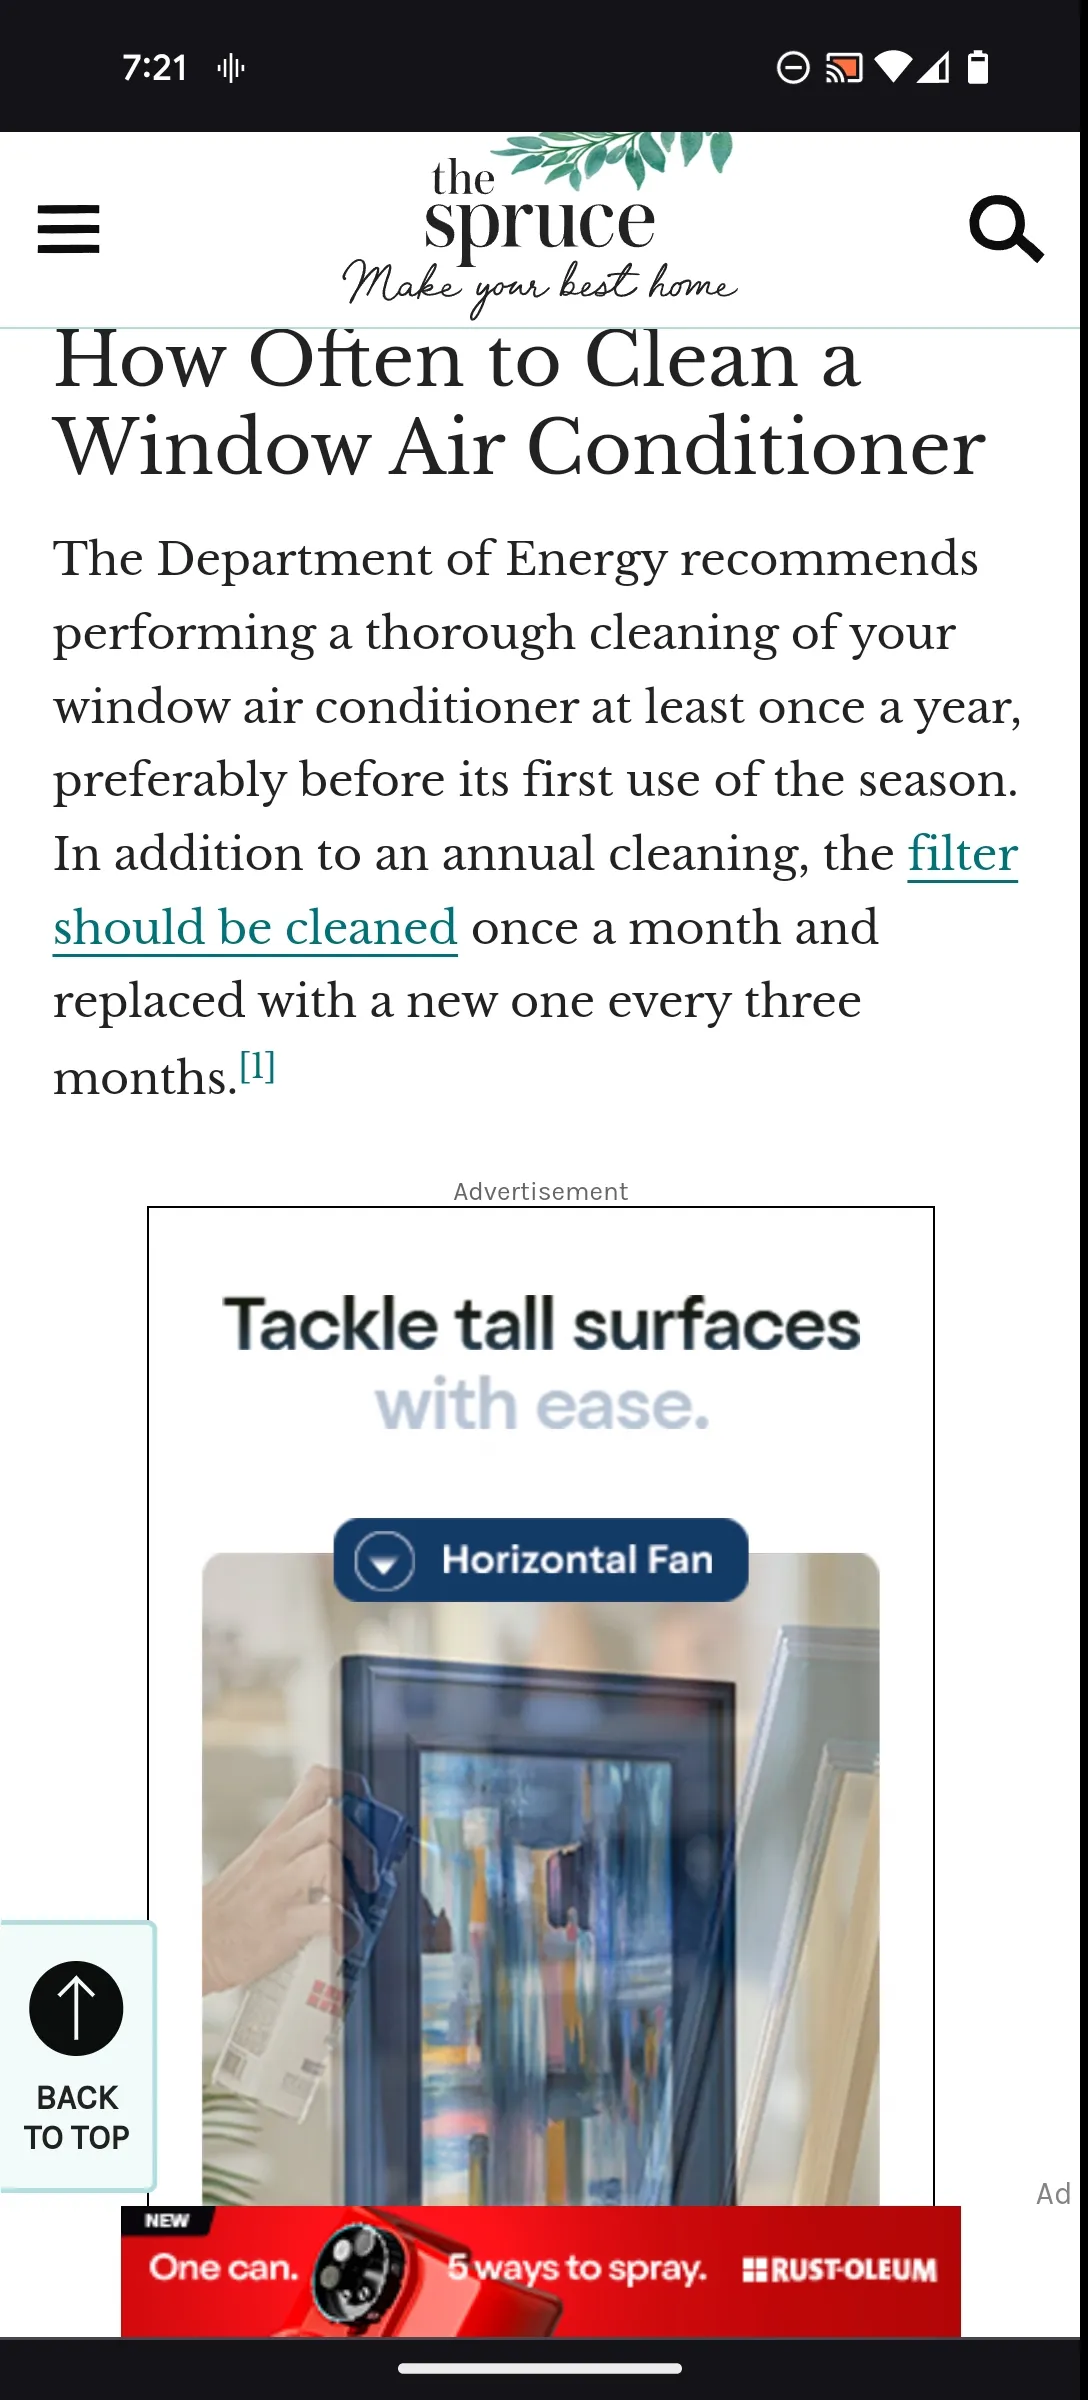 7:21
the
spruce
Make your best home
How Often to Clean a
Window Air Conditioner
The Department of Energy recommends
performing a thorough cleaning of your
window air conditioner at least once a year,
preferably before its first use of the season.
In addition to an annual cleaning, the filter
should be cleaned once a month and
replaced with a new one every three
months.[1]
Advertisement
Tackle tall surfaces
with ease.
Horizontal Fan
BACK
TO TOP
Ad
NEW
One can. 5 ways to spray. RUST-OLEUM